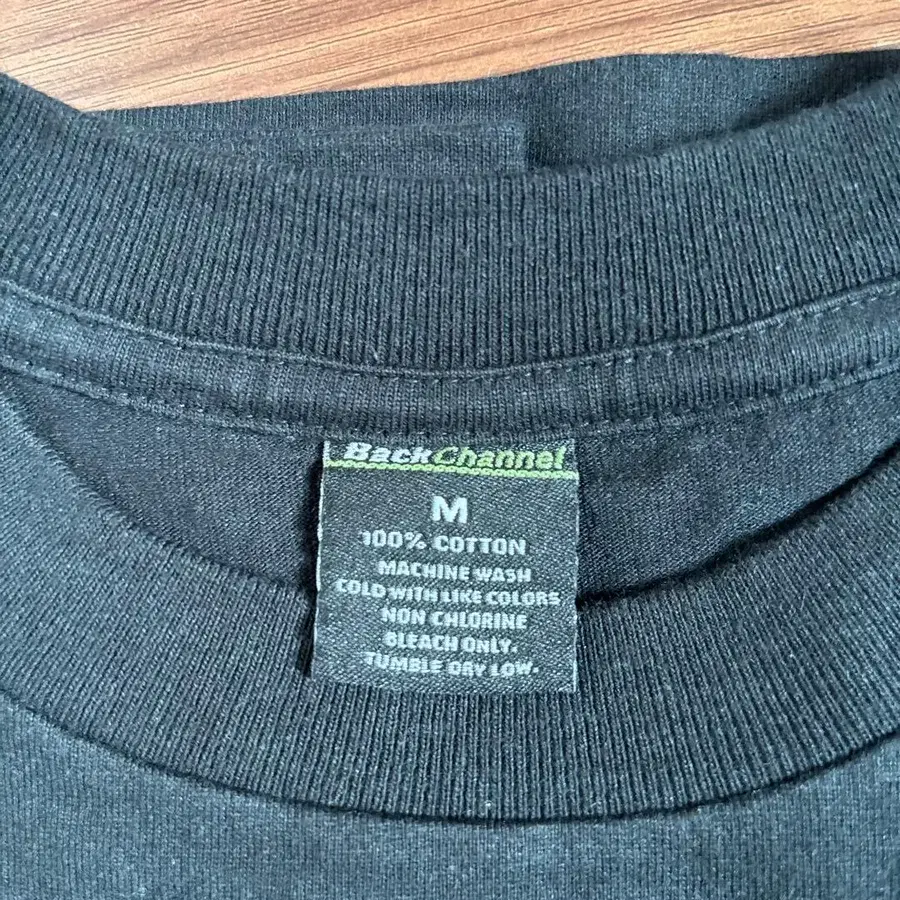 BackChannel
M
100% COTTON
MACHINE WASH
COLD WITH LIKE COLORS
NON CHLORINE
BLEACH ONLY.
TUMBLE DRY LOW.